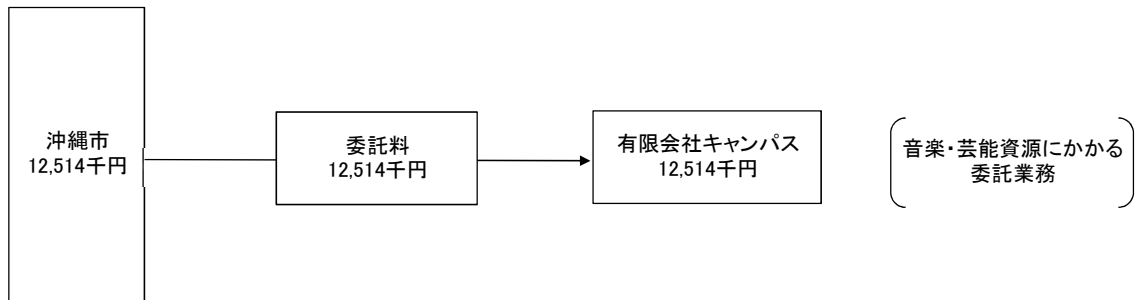 沖縄市
12,514千円
委託料
12,514千円
有限会社キャンパス
12,514千円
音楽・芸能資源にかかる
委託業務